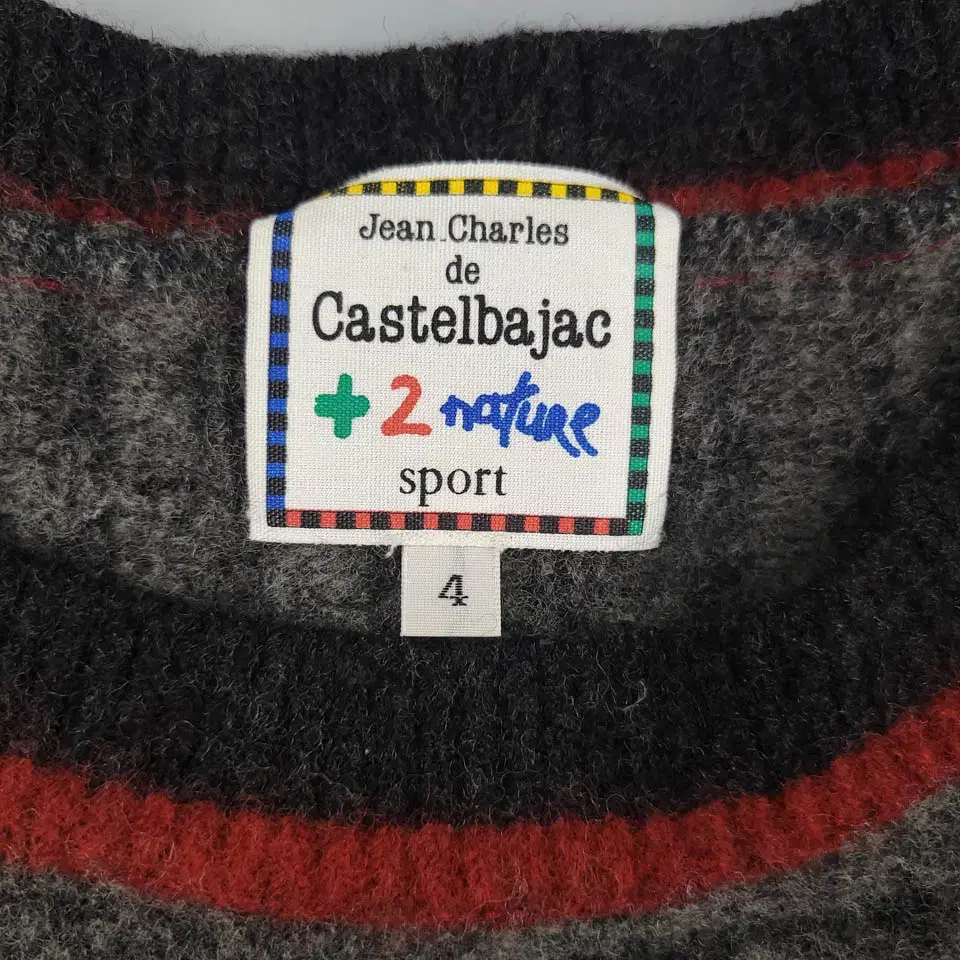 Jean Charles
de
Castelbajac
+2 nature
sport
4